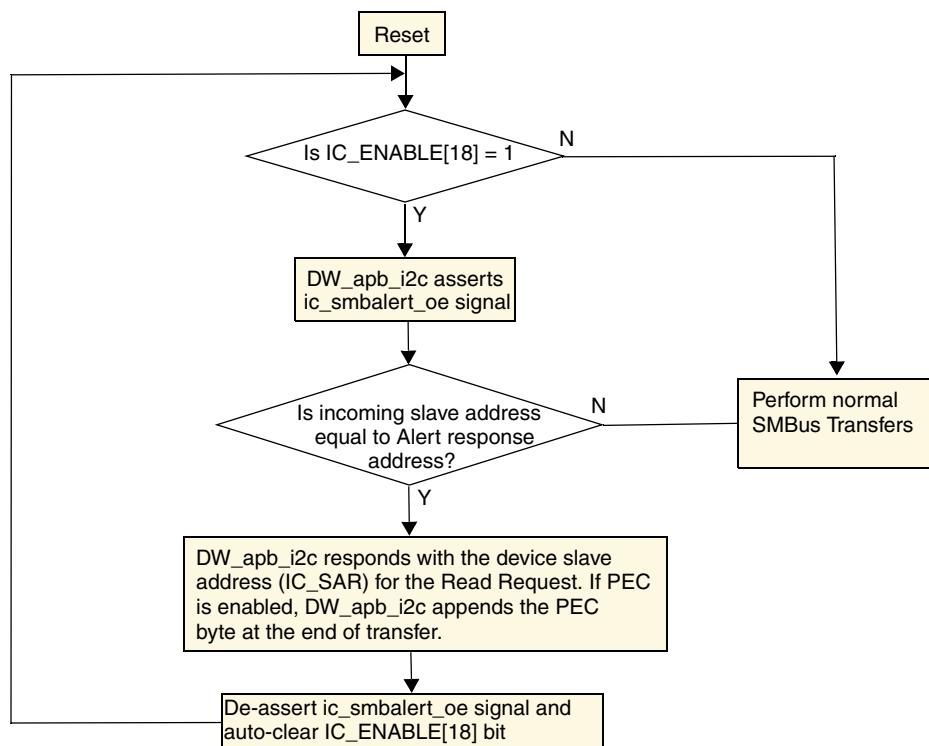 Reset
Is IC_ENABLE[18] = 1
N
Y
DW_apb_i2c asserts
ic_smbalert_oe signal
Is incoming slave address
equal to Alert response
address?
N
Perform normal
SMBus Transfers
Y
DW_apb_i2c responds with the device slave
address (IC_SAR) for the Read Request. If PEC
is enabled, DW_apb_i2c appends the PEC
byte at the end of transfer.
De-assert ic_smbalert_oe signal and
auto-clear IC_ENABLE[18] bit